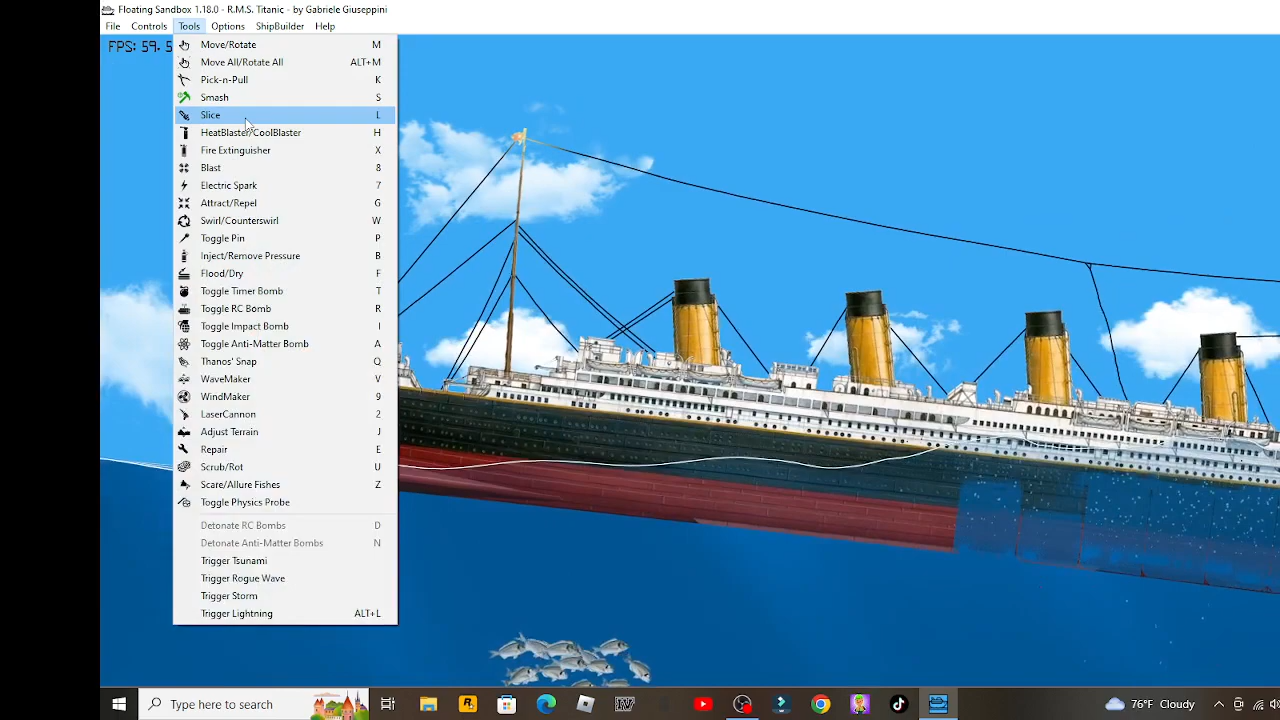 Floating Sandbox 1.18.0 - R.M.S. Titanic - by Gabriele Giuseppini
File Controls Tools Options ShipBuilder Help
FPS: 59.5
Move/Rotate M
Move All/Rotate All ALT+M
Pick-n-Pull K
Smash S
Slice L
HeatBlaster/CoolBlaster H
Fire Extinguisher X
Blast 8
Electric Spark 7
Attract/Repel G
Swirl/Counterswirl W
Toggle Pin P
Inject/Remove Pressure B
Flood/Dry F
Toggle Timer Bomb T
Toggle RC Bomb R
Toggle Impact Bomb I
Toggle Anti-Matter Bomb A
Thanos' Snap Q
WaveMaker V
WindMaker 9
LaserCannon 2
Adjust Terrain J
Repair E
Scrub/Rot U
Scare/Allure Fishes Z
Toggle Physics Probe
Detonate RC Bombs D
Detonate Anti-Matter Bombs N
Trigger Tsunami
Trigger Rogue Wave
Trigger Storm
Trigger Lightning ALT+L
Type here to search
IV
Cloudy